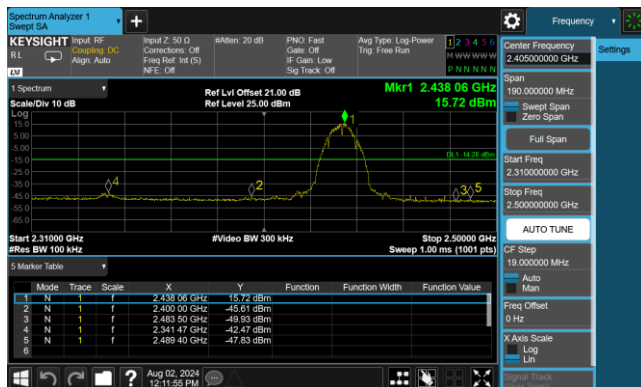 Spectrum Analyzer 1
Swept SA
Frequency
KEYSIGHT
RL
Input: RF
Coupling: DC
Align: Auto
Input Z: 50 Ω
Corrections: Off
Freq Ref: Int (S)
NFE: Off
#Atten: 20 dB
PNO: Fast
Gate: Off
IF Gain: Low
Sig Track: Off
Avg Type: Log-Power
Trig: Free Run
1 2 3 4 5 6
M W W W W W
P N N N N N
LXI
1 Spectrum
Scale/Div 10 dB
Log
Ref Lvl Offset 21.00 dB
Ref Level 25.00 dBm
Mkr1 2.438 06 GHz
15.72 dBm
15.0
5.00
-5.00
-15.0
-25.0
-35.0
-45.0
-55.0
-65.0
1
DL1 -14.28 dBm
4
2
3
5
Start 2.31000 GHz
#Res BW 100 kHz
#Video BW 300 kHz
Stop 2.50000 GHz
Sweep 1.00 ms (1001 pts)
5 Marker Table
Mode Trace Scale X Y Function Function Width Function Value
1 N 1 f 2.438 06 GHz 15.72 dBm
2 N 1 f 2.400 00 GHz -45.61 dBm
3 N 1 f 2.483 50 GHz -49.93 dBm
4 N 1 f 2.341 47 GHz -42.47 dBm
5 N 1 f 2.489 40 GHz -47.83 dBm
6
Aug 02, 2024
12:11:55 PM
?
Center Frequency
2.405000000 GHz
Span
190.000000 MHz
Swept Span
Zero Span
Full Span
Start Freq
2.310000000 GHz
Stop Freq
2.500000000 GHz
AUTO TUNE
CF Step
19.000000 MHz
Auto
Man
Freq Offset
0 Hz
X Axis Scale
Log
Lin
Signal Track
Settings